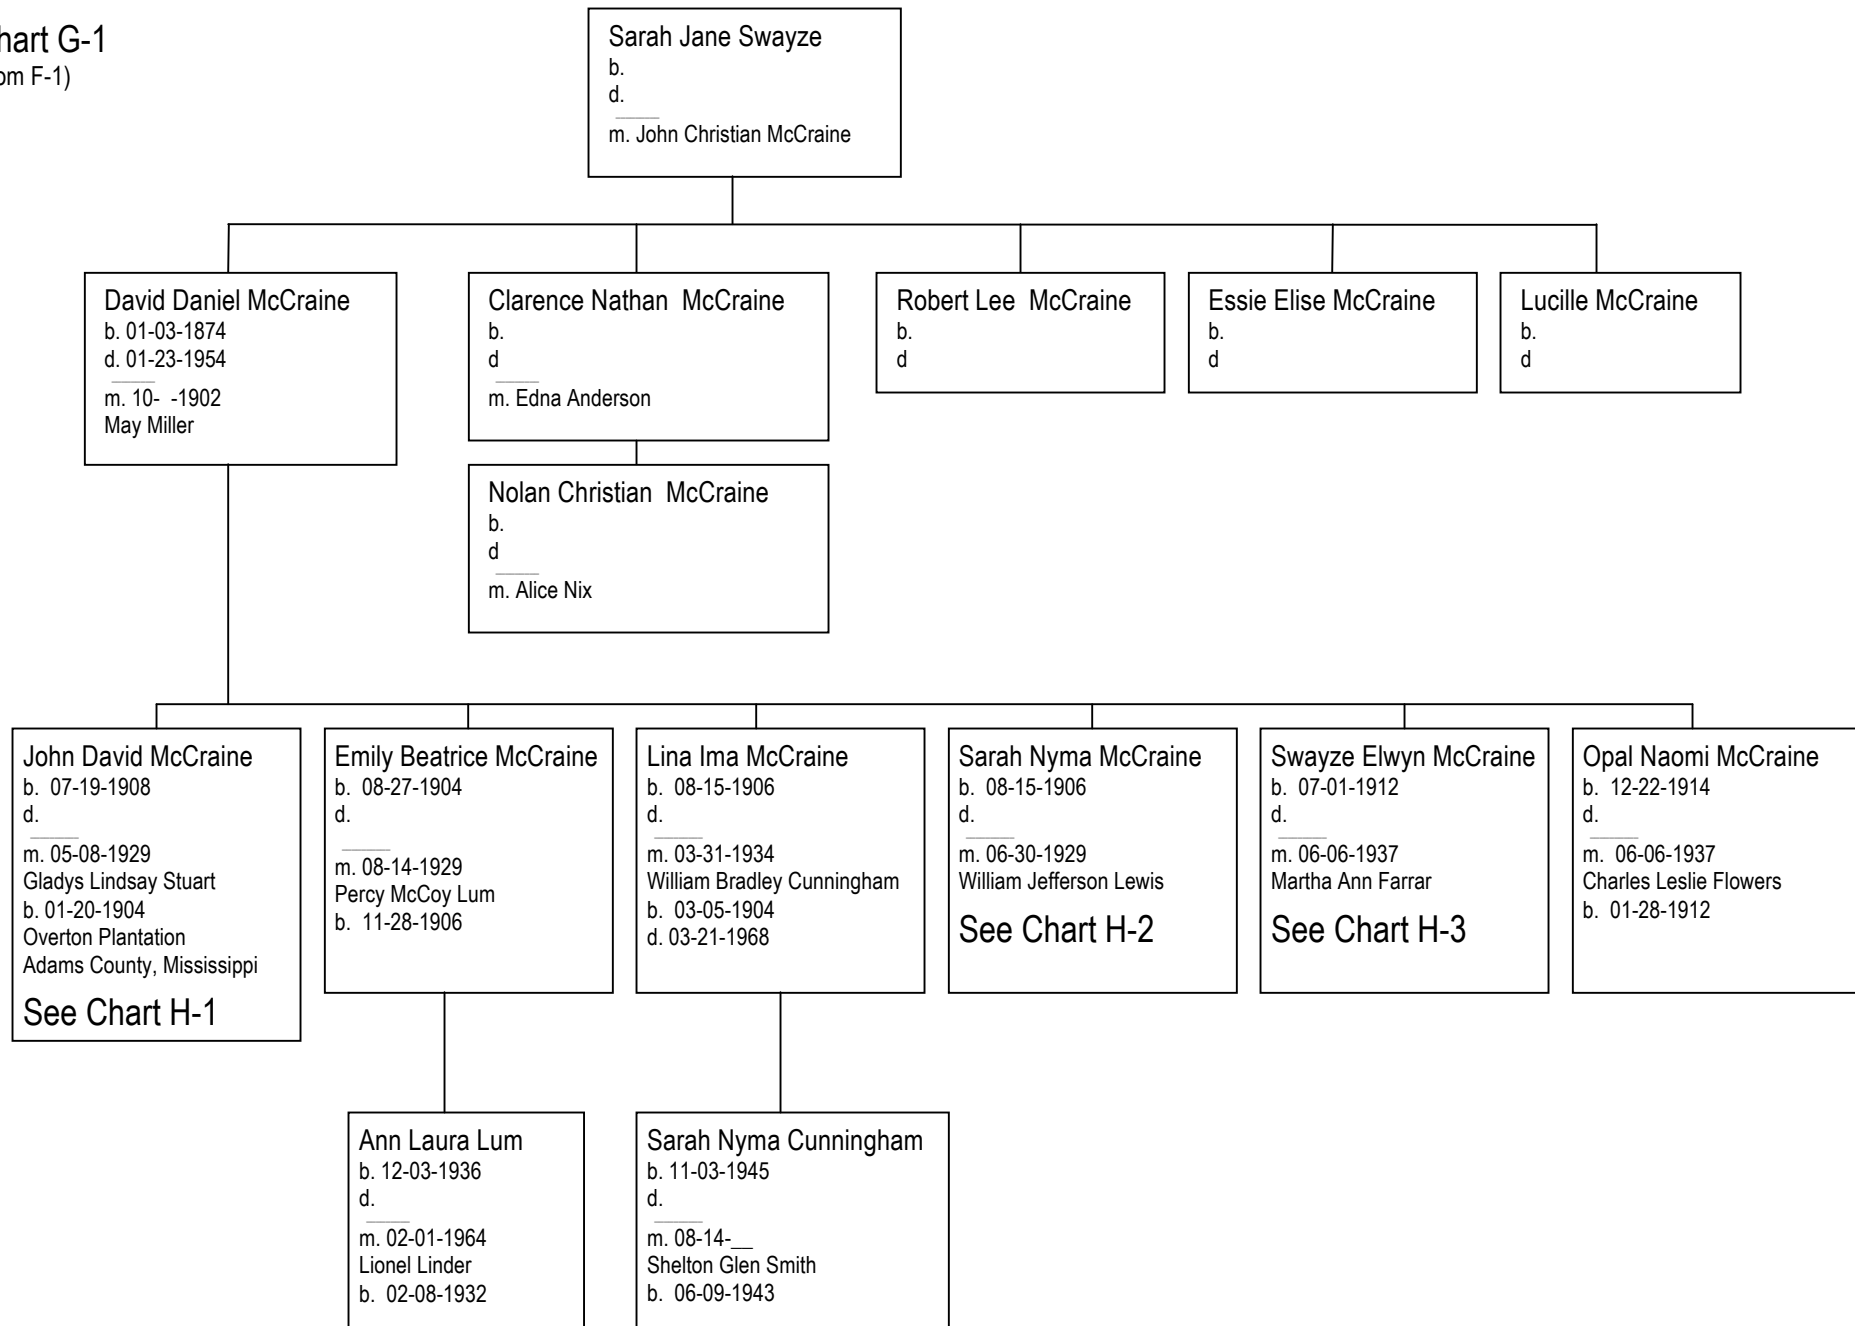 hart G-1
om F-1)
Sarah Jane Swayze
b.
d.
m. John Christian McCraine
David Daniel McCraine
b. 01-03-1874
d. 01-23-1954
m. 10-  -1902
May Miller
Clarence Nathan  McCraine
b.
d
m. Edna Anderson
Robert Lee  McCraine
b.
d
Essie Elise McCraine
b.
d
Lucille McCraine
b.
d
Nolan Christian  McCraine
b.
d
m. Alice Nix
John David McCraine
b.  07-19-1908
d.
m. 05-08-1929
Gladys Lindsay Stuart
b. 01-20-1904
Overton Plantation
Adams County, Mississippi
See Chart H-1
Emily Beatrice McCraine
b.  08-27-1904
d.
m. 08-14-1929
Percy McCoy Lum
b.  11-28-1906
Lina Ima McCraine
b.  08-15-1906
d.
m. 03-31-1934
William Bradley Cunningham
b.  03-05-1904
d. 03-21-1968
Sarah Nyma McCraine
b.  08-15-1906
d.
m. 06-30-1929
William Jefferson Lewis
See Chart H-2
Swayze Elwyn McCraine
b.  07-01-1912
d.
m. 06-06-1937
Martha Ann Farrar
See Chart H-3
Opal Naomi McCraine
b.  12-22-1914
d.
m.  06-06-1937
Charles Leslie Flowers
b.  01-28-1912
Ann Laura Lum
b. 12-03-1936
d.
m. 02-01-1964
Lionel Linder
b.  02-08-1932
Sarah Nyma Cunningham
b. 11-03-1945
d.
m. 08-14-__
Shelton Glen Smith
b.  06-09-1943